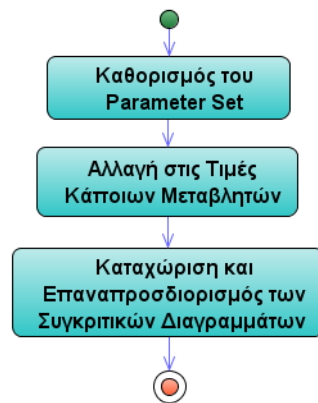 Καθορισμός του
Parameter Set
Αλλαγή στις Τιμές
Κάποιων Μεταβλητών
Καταχώριση και
Επαναπροσδιορισμός των
Συγκριτικών Διαγραμμάτων